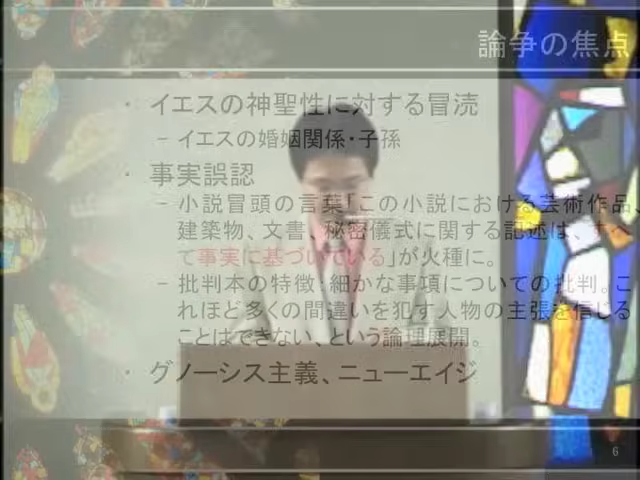 論争の焦点
・ イエスの神聖性に対する冒涜
– イエスの婚姻関係・子孫
・ 事実誤認
– 小説冒頭の言葉「この小説における芸術作品、
建築物、文書、秘密儀式に関する記述は、すべ
て事実に基づいている」が火種に。
– 批判本の特徴：細かな事項についての批判。こ
れほど多くの間違いを犯す人物の主張を信じる
ことはできない、という論理展開。
・ グノーシス主義、ニューエイジ
6